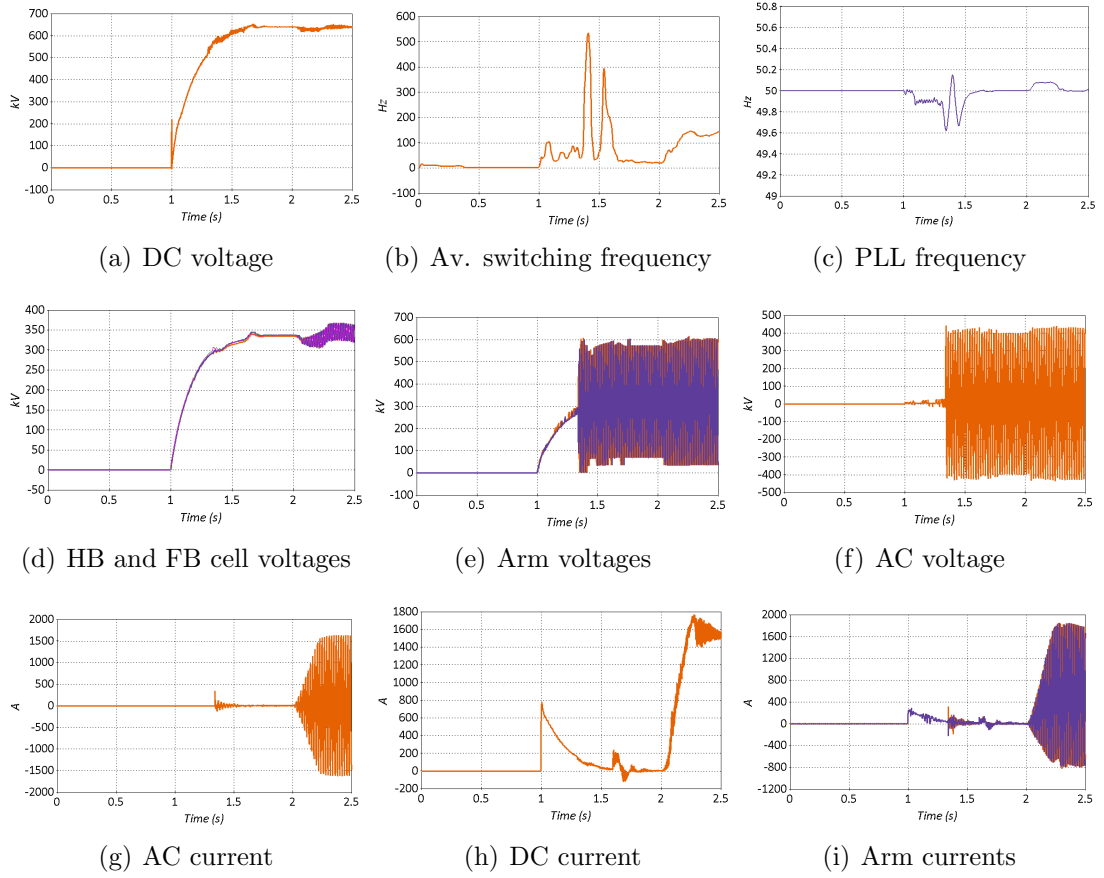 700
600
500
400
300
200
100
0
-100
kV
0 0.5 1 1.5 2 2.5
Time (s)
(a) DC voltage
600
500
400
300
200
100
0
-100
Hz
0 0.5 1 1.5 2 2.5
Time (s)
(b) Av. switching frequency
50.8
50.6
50.4
50.2
50
49.8
49.6
49.4
49.2
49
Hz
0 0.5 1 1.5 2 2.5
Time (s)
(c) PLL frequency
400
350
300
250
200
150
100
50
0
-50
kV
0 0.5 1 1.5 2 2.5
Time (s)
(d) HB and FB cell voltages
700
600
500
400
300
200
100
0
-100
kV
0 0.5 1 1.5 2 2.5
Time (s)
(e) Arm voltages
500
400
300
200
100
0
-100
-200
-300
-400
-500
kV
0 0.5 1 1.5 2 2.5
Time (s)
(f) AC voltage
2000
1500
1000
500
0
-500
-1000
-1500
-2000
A
0 0.5 1 1.5 2 2.5
Time (s)
(g) AC current
1800
1600
1400
1200
1000
800
600
400
200
0
-200
A
0 0.5 1 1.5 2 2.5
Time (s)
(h) DC current
2000
1600
1200
800
400
0
-400
-800
-1200
A
0 0.5 1 1.5 2 2.5
Time (s)
(i) Arm currents